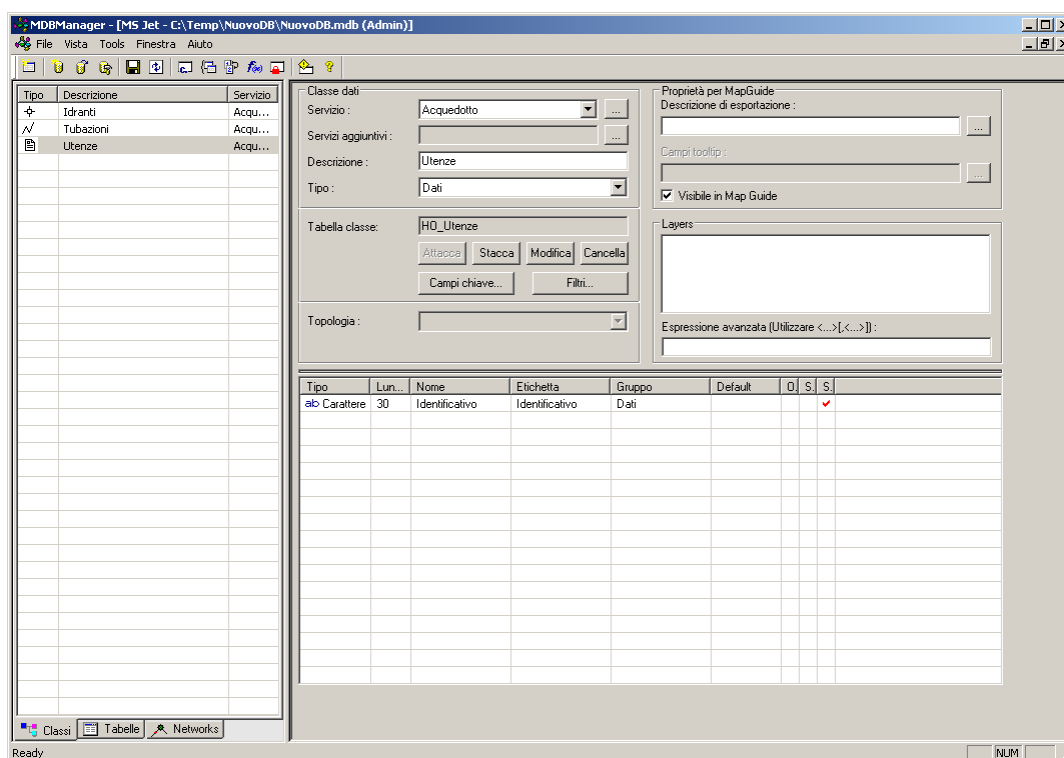 MDBManager - [MS Jet - C:\Temp\NuovoDB\NuovoDB.mdb (Admin)]
File Vista Tools Finestra Aiuto
Tipo Descrizione Servizio
Idranti Acqu...
Tubazioni Acqu...
Utenze Acqu...
Classe dati
Servizio : Acquedotto ...
Servizi aggiuntivi : ...
Descrizione : Utenze
Tipo : Dati
Tabella classe: HO_Utenze
Attacca Stacca Modifica Cancella
Campi chiave... Filtri...
Topologia :
Proprietà per MapGuide
Descrizione di esportazione :
...
Campi tooltip :
...
Visibile in Map Guide
Layers
Espressione avanzata (Utilizzare <...>[,<...>]) :
Tipo Lun... Nome Etichetta Gruppo Default O. S. S.
ab Carattere 30 Identificativo Identificativo Dati
Classi Tabelle Networks
Ready NUM